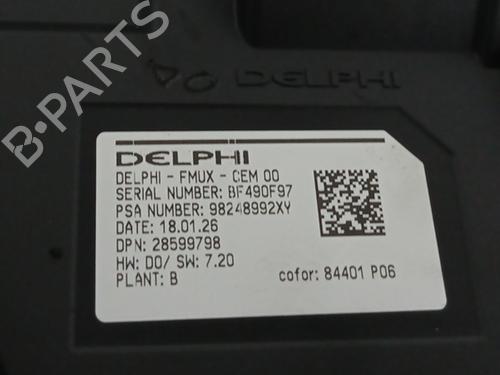 DELPHI
B-PARTS
DELPHI
DELPHI - FMUX - CEM 00
SERIAL NUMBER: BF490F97
PSA NUMBER: 98248992XY
DATE: 18.01.26
DPN: 28599798
HW: D0/ SW: 7.20
PLANT: B
cofor: 84401 P06